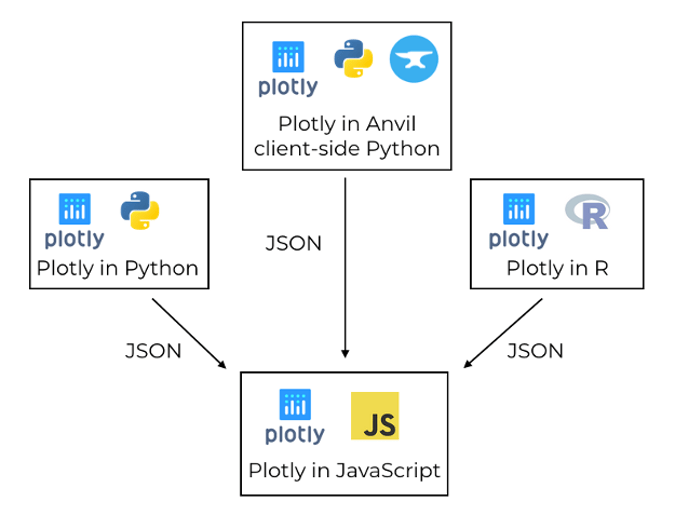 plotly
Plotly in Anvil
client-side Python
plotly
Plotly in Python
JSON
plotly
R
Plotly in R
JSON
JSON
plotly
JS
Plotly in JavaScript